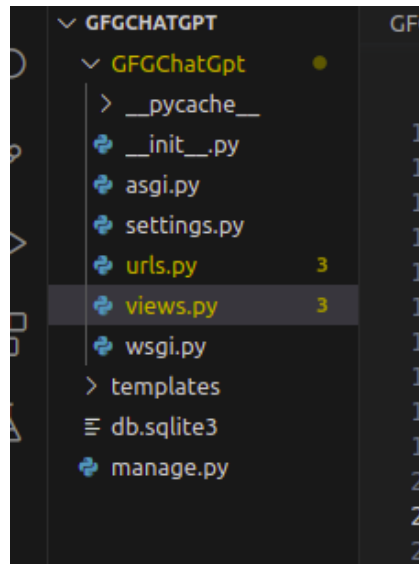 GFGCHATGPT
GF
GFGChatGpt
__pycache__
__init__.py
asgi.py
settings.py
urls.py 3
views.py 3
wsgi.py
templates
db.sqlite3
manage.py